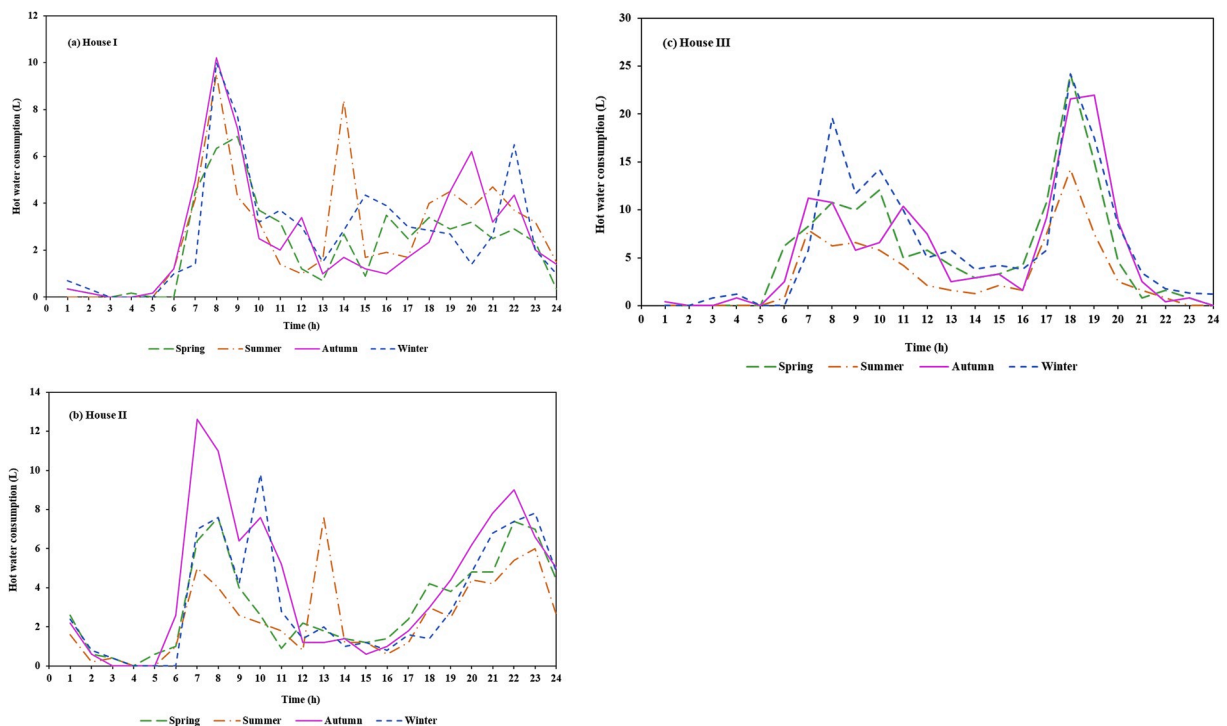 (a) House I
Hot water consumption (L)
12
10
8
6
4
2
0
0 1 2 3 4 5 6 7 8 9 10 11 12 13 14 15 16 17 18 19 20 21 22 23 24
Time (h)
Spring Summer Autumn Winter
(b) House II
Hot water consumption (L)
14
12
10
8
6
4
2
0
0 1 2 3 4 5 6 7 8 9 10 11 12 13 14 15 16 17 18 19 20 21 22 23 24
Time (h)
Spring Summer Autumn Winter
(c) House III
Hot water consumption (L)
30
25
20
15
10
5
0
0 1 2 3 4 5 6 7 8 9 10 11 12 13 14 15 16 17 18 19 20 21 22 23 24
Time (h)
Spring Summer Autumn Winter